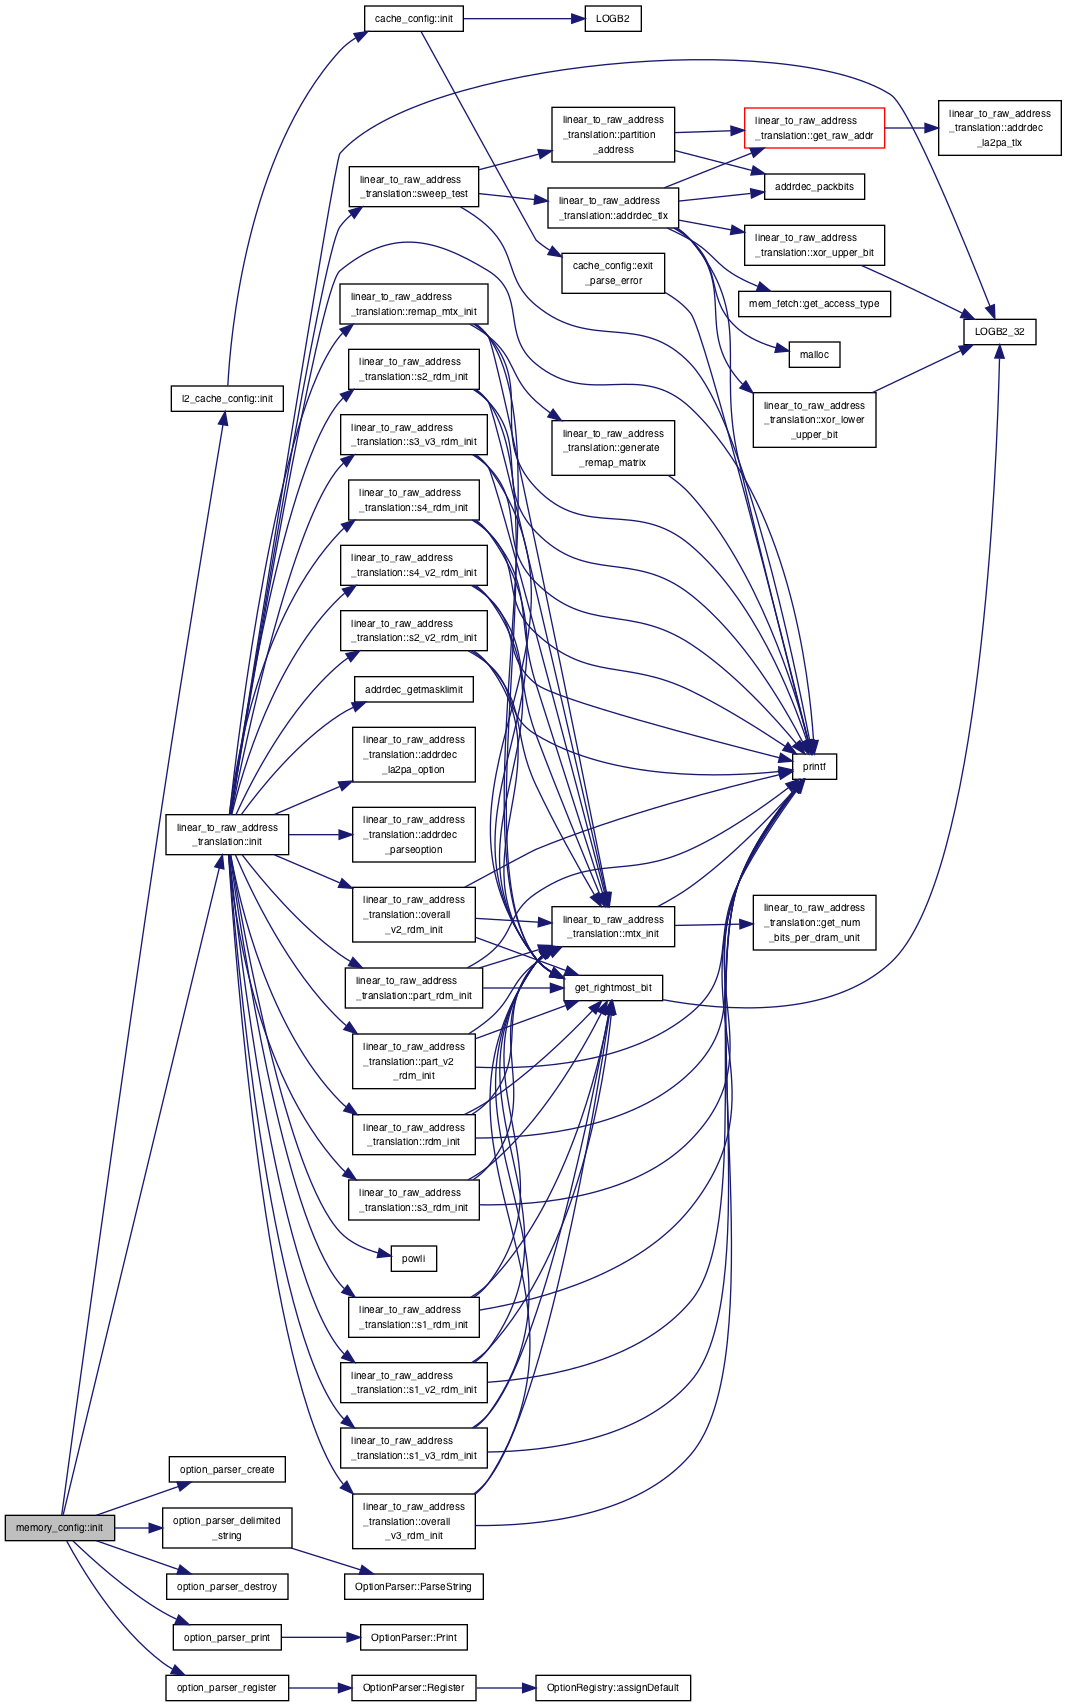 cache_config::init
LOGB2
linear_to_raw_address
_translation::partition
_address
linear_to_raw_address
_translation::get_raw_addr
linear_to_raw_address
_translation::addrdec
_la2pa_tlx
linear_to_raw_address
_translation::sweep_test
addrdec_packbits
linear_to_raw_address
_translation::addrdec_tlx
linear_to_raw_address
_translation::xor_upper_bit
cache_config::exit
_parse_error
mem_fetch::get_access_type
linear_to_raw_address
_translation::remap_mtx_init
LOGB2_32
malloc
linear_to_raw_address
_translation::s2_rdm_init
l2_cache_config::init
linear_to_raw_address
_translation::xor_lower
_upper_bit
linear_to_raw_address
_translation::s3_v3_rdm_init
linear_to_raw_address
_translation::generate
_remap_matrix
linear_to_raw_address
_translation::s4_rdm_init
linear_to_raw_address
_translation::s4_v2_rdm_init
linear_to_raw_address
_translation::s2_v2_rdm_init
addrdec_getmasklimit
linear_to_raw_address
_translation::addrdec
_la2pa_option
printf
linear_to_raw_address
_translation::init
linear_to_raw_address
_translation::addrdec
_parseoption
linear_to_raw_address
_translation::overall
_v2_rdm_init
linear_to_raw_address
_translation::mtx_init
linear_to_raw_address
_translation::get_num
_bits_per_dram_unit
linear_to_raw_address
_translation::part_rdm_init
get_rightmost_bit
linear_to_raw_address
_translation::part_v2
_rdm_init
linear_to_raw_address
_translation::rdm_init
linear_to_raw_address
_translation::s3_rdm_init
powli
linear_to_raw_address
_translation::s1_rdm_init
linear_to_raw_address
_translation::s1_v2_rdm_init
linear_to_raw_address
_translation::s1_v3_rdm_init
option_parser_create
linear_to_raw_address
_translation::overall
_v3_rdm_init
memory_config::init
option_parser_delimited
_string
option_parser_destroy
OptionParser::ParseString
option_parser_print
OptionParser::Print
option_parser_register
OptionParser::Register
OptionRegistry::assignDefault